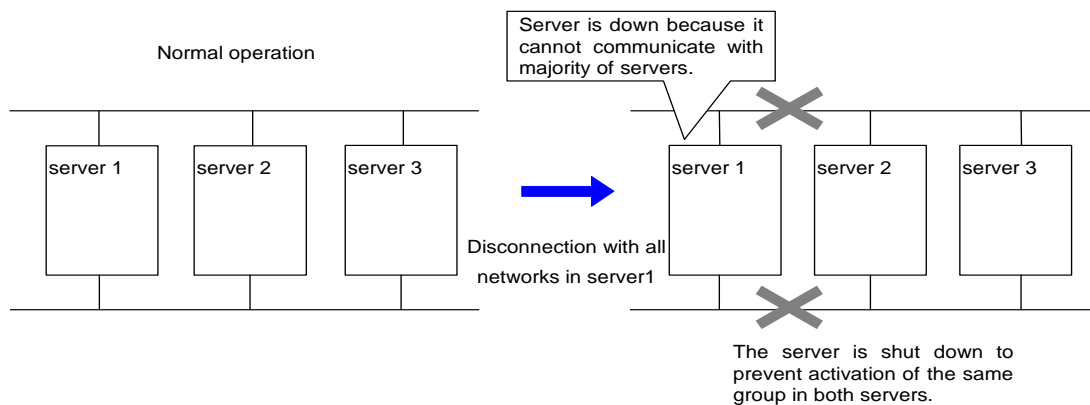 Normal operation
server 1
server 2
server 3
Disconnection with all
networks in server1
Server is down because it
cannot communicate with
majority of servers.
server 1
server 2
server 3
The server is shut down to
prevent activation of the same
group in both servers.